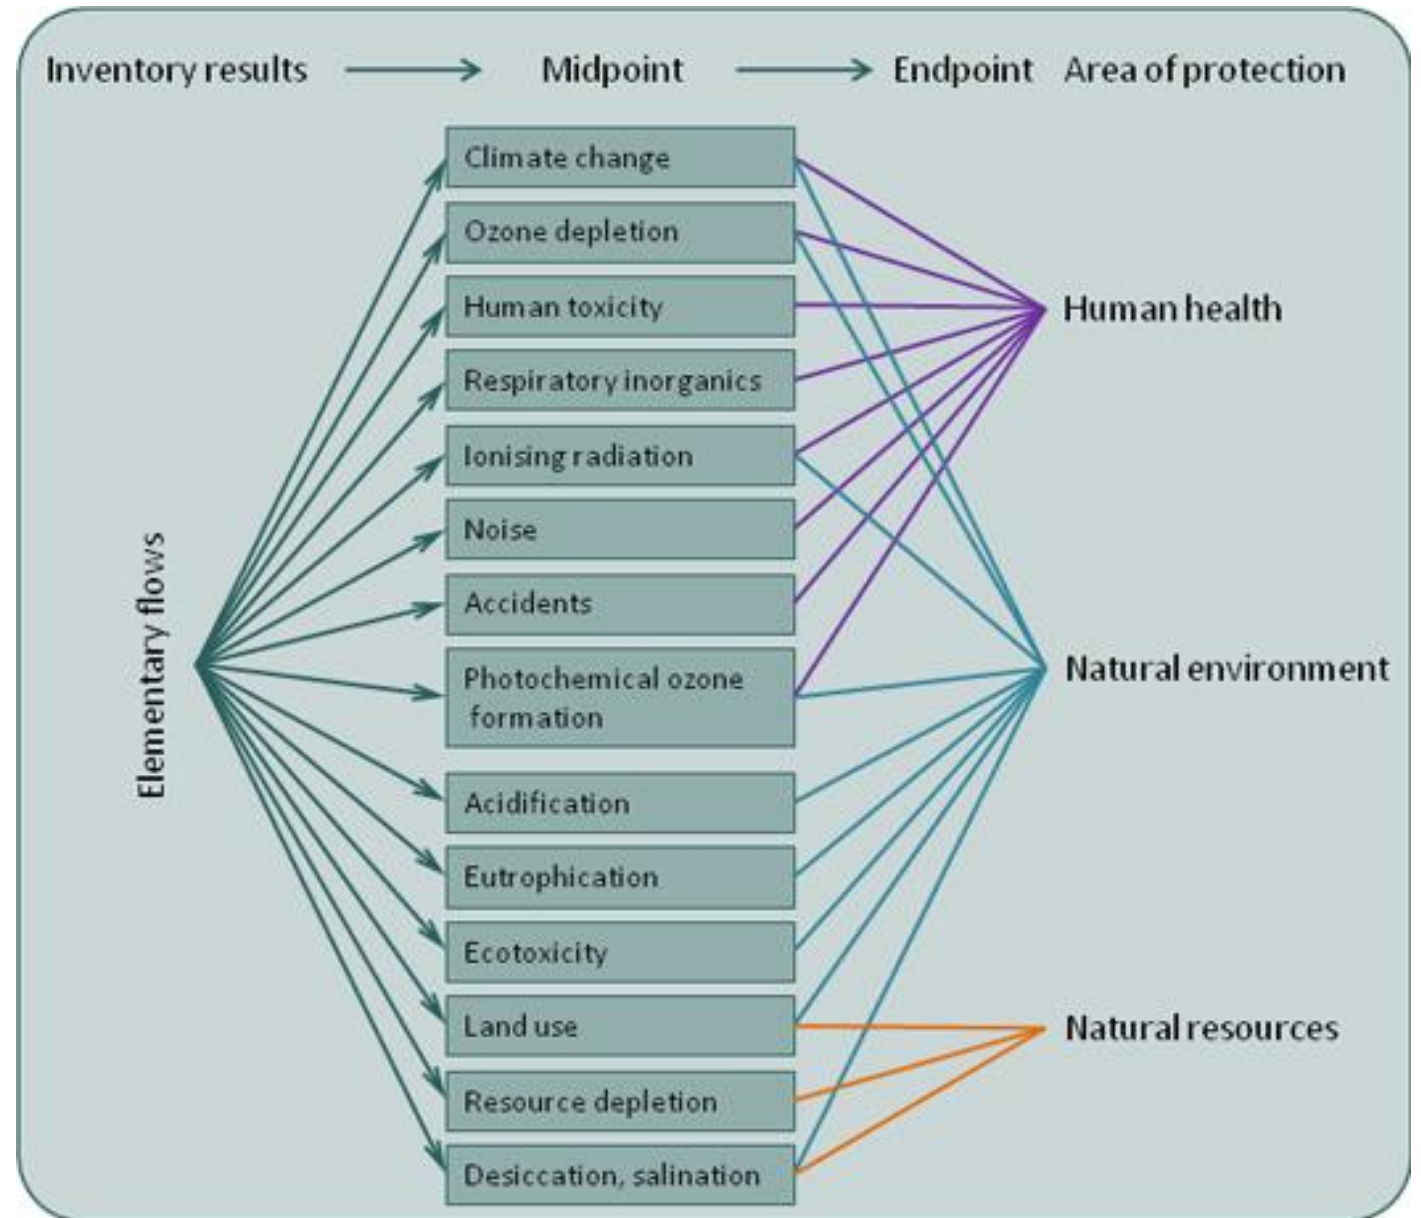 Inventory results Midpoint Endpoint Area of protection
Climate change
Ozone depletion
Human toxicity
Respiratory inorganics
Ionising radiation
Noise
Accidents
Photochemical ozone
formation
Acidification
Eutrophication
Ecotoxicity
Land use
Resource depletion
Desiccation, salination
Elementary flows
Human health
Natural environment
Natural resources